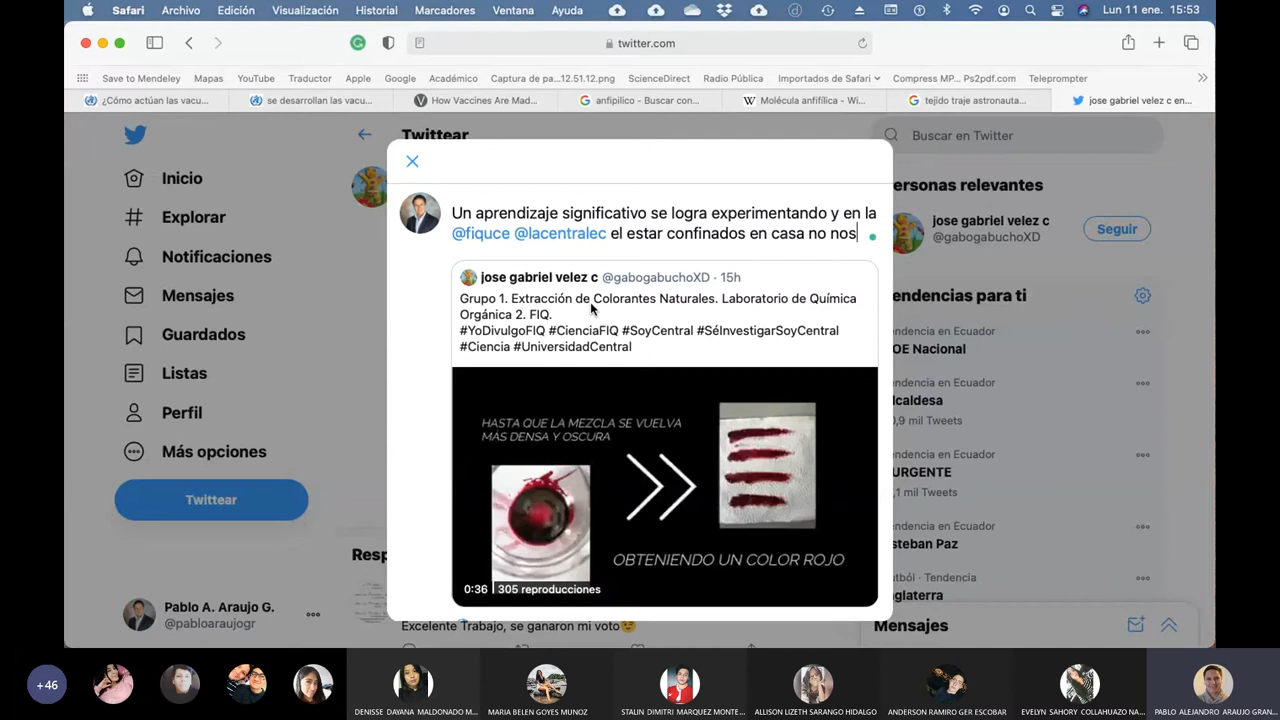 Safari Archivo Edición Visualización Historial Marcadores Ventana Ayuda Lun 11 ene. 15:53
twitter.com
Save to Mendeley Mapas YouTube Traductor Apple Google Académico Captura de pa...12.51.12.png ScienceDirect Radio Pública Importados de Safari Compress MP... Ps2pdf.com Teleprompter
¿Cómo actúan las vacu... se desarrollan las vacu... How Vaccines Are Mad... anfipilico - Buscar con... Molécula anfifílica - Wi... tejido traje astronauta... jose gabriel velez c en...
Twittear
Buscar en Twitter
Inicio
Explorar
Notificaciones
Mensajes
Guardados
Listas
Perfil
Más opciones
Twittear
Pablo A. Araujo G.
@pabloaraujogr
Un aprendizaje significativo se logra experimentando y en la
@fiquce @lacentralec el estar confinados en casa no nos
jose gabriel velez c @gabogabuchoXD · 15h
Grupo 1. Extracción de Colorantes Naturales. Laboratorio de Química
Orgánica 2. FIQ.
#YoDivulgoFIQ #CienciaFIQ #SoyCentral #SéInvestigarSoyCentral
#Ciencia #UniversidadCentral
HASTA QUE LA MEZCLA SE VUELVA
MÁS DENSA Y OSCURA
OBTENIENDO UN COLOR ROJO
0:36 305 reproducciones
Resp
Excelente Trabajo, se ganaron mi voto
ersonas relevantes
jose gabriel velez c
@gabogabuchoXD
Seguir
endencias para ti
endencia en Ecuador
OE Nacional
endencia en Ecuador
lcaldesa
0,9 mil Tweets
endencia en Ecuador
URGENTE
,1 mil Tweets
endencia en Ecuador
steban Paz
útbol · Tendencia
nglaterra
Mensajes
+46
DENISSE DAYANA MALDONADO M...
MARIA BELEN GOYES MUNOZ
STALIN DIMITRI MARQUEZ MONTE...
ALLISON LIZETH SARANGO HIDALGO
ANDERSON RAMIRO GER ESCOBAR
EVELYN SAHORY COLLAHUAZO NA...
PABLO ALEJANDRO ARAUJO GRAN...